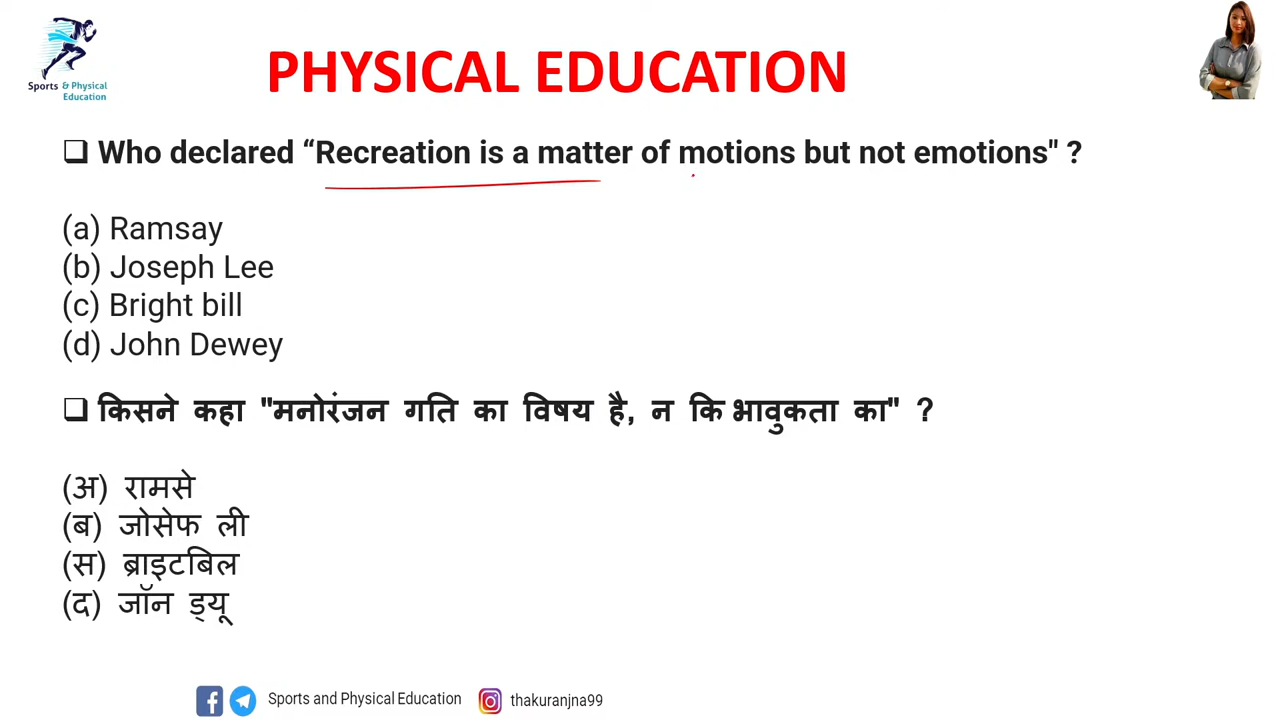 Sports & Physical
Education
PHYSICAL EDUCATION
❑ Who declared “Recreation is a matter of motions but not emotions" ?
(a) Ramsay
(b) Joseph Lee
(c) Bright bill
(d) John Dewey
❑ किसने कहा "मनोरंजन गति का विषय है, न कि भावुकता का" ?
(अ) रामसे
(ब) जोसेफ ली
(स) ब्राइटबिल
(द) जॉन ड्यू
Sports and Physical Education thakuranjna99